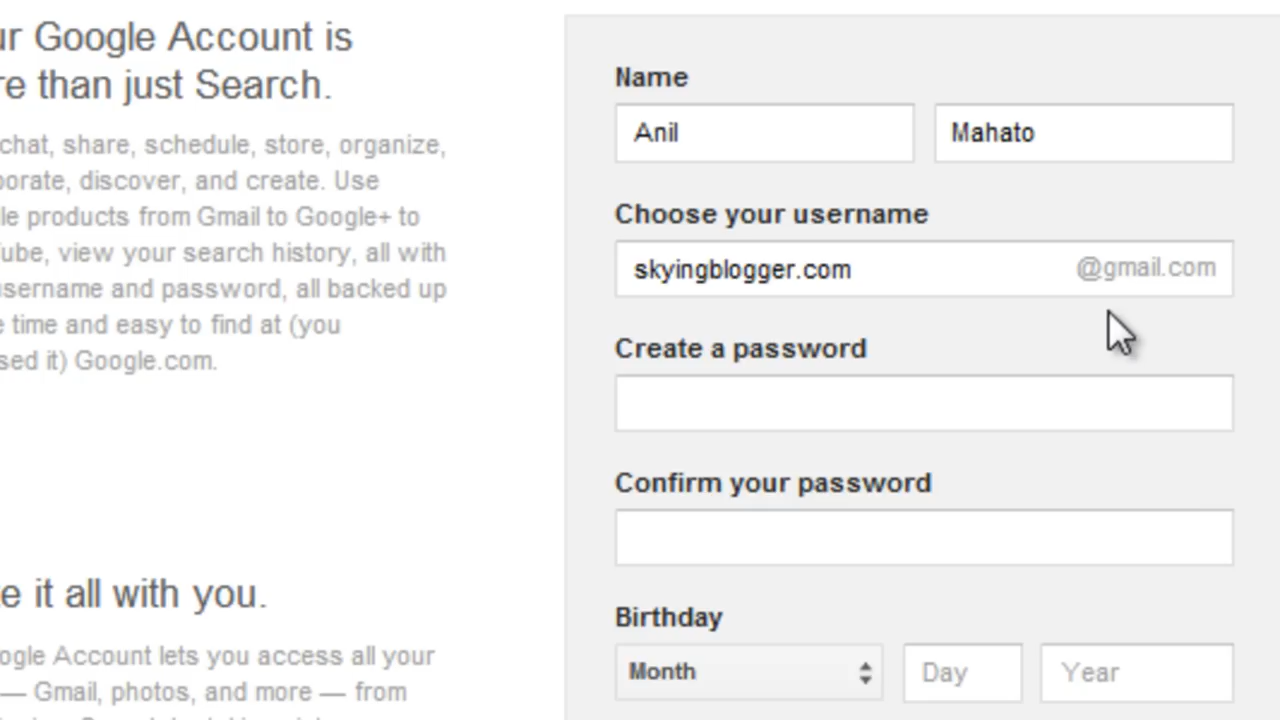 ur Google Account is
re than just Search.
chat, share, schedule, store, organize,
borate, discover, and create. Use
le products from Gmail to Google+ to
ube, view your search history, all with
username and password, all backed up
e time and easy to find at (you
sed it) Google.com.
e it all with you.
ogle Account lets you access all your
— Gmail, photos, and more — from
Name
Anil Mahato
Choose your username
skyingblogger.com @gmail.com
Create a password
Confirm your password
Birthday
Month Day Year